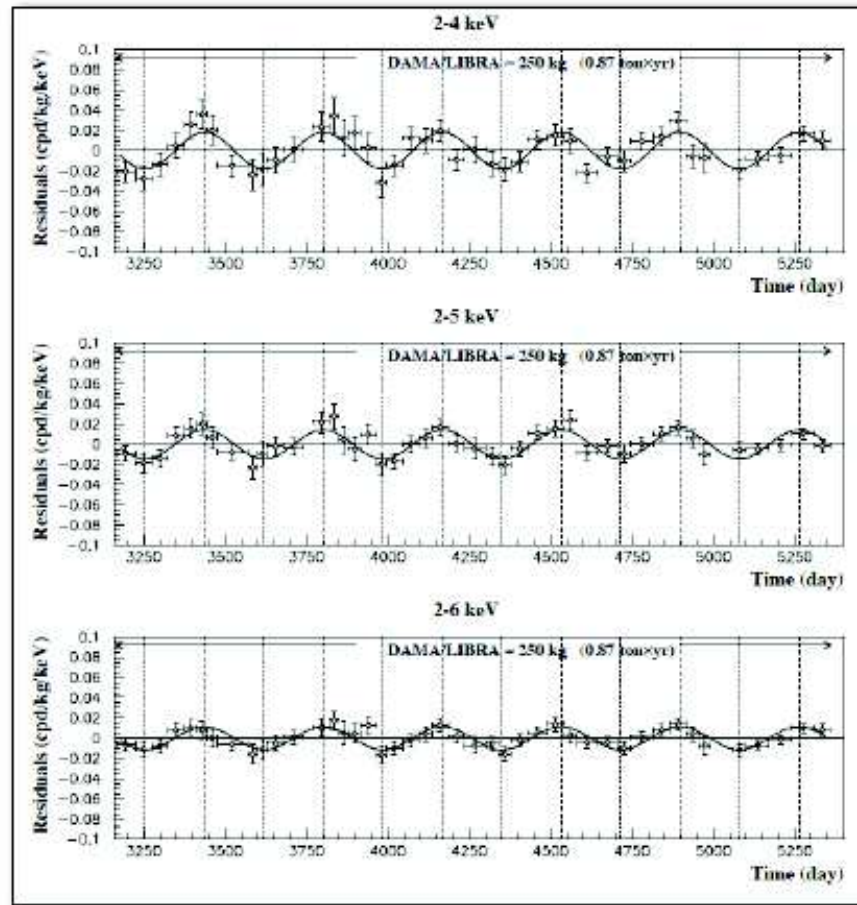 2-4 keV
Residuals (cpd/kg/keV)
0.1
0.08
0.06
0.04
0.02
0
−0.02
−0.04
−0.06
−0.08
−0.1
DAMA/LIBRA ≈ 250 kg (0.87 ton×yr)
3250 3500 3750 4000 4250 4500 4750 5000 5250
Time (day)
2-5 keV
Residuals (cpd/kg/keV)
0.1
0.08
0.06
0.04
0.02
0
−0.02
−0.04
−0.06
−0.08
−0.1
DAMA/LIBRA ≈ 250 kg (0.87 ton×yr)
3250 3500 3750 4000 4250 4500 4750 5000 5250
Time (day)
2-6 keV
Residuals (cpd/kg/keV)
0.1
0.08
0.06
0.04
0.02
0
−0.02
−0.04
−0.06
−0.08
−0.1
DAMA/LIBRA ≈ 250 kg (0.87 ton×yr)
3250 3500 3750 4000 4250 4500 4750 5000 5250
Time (day)